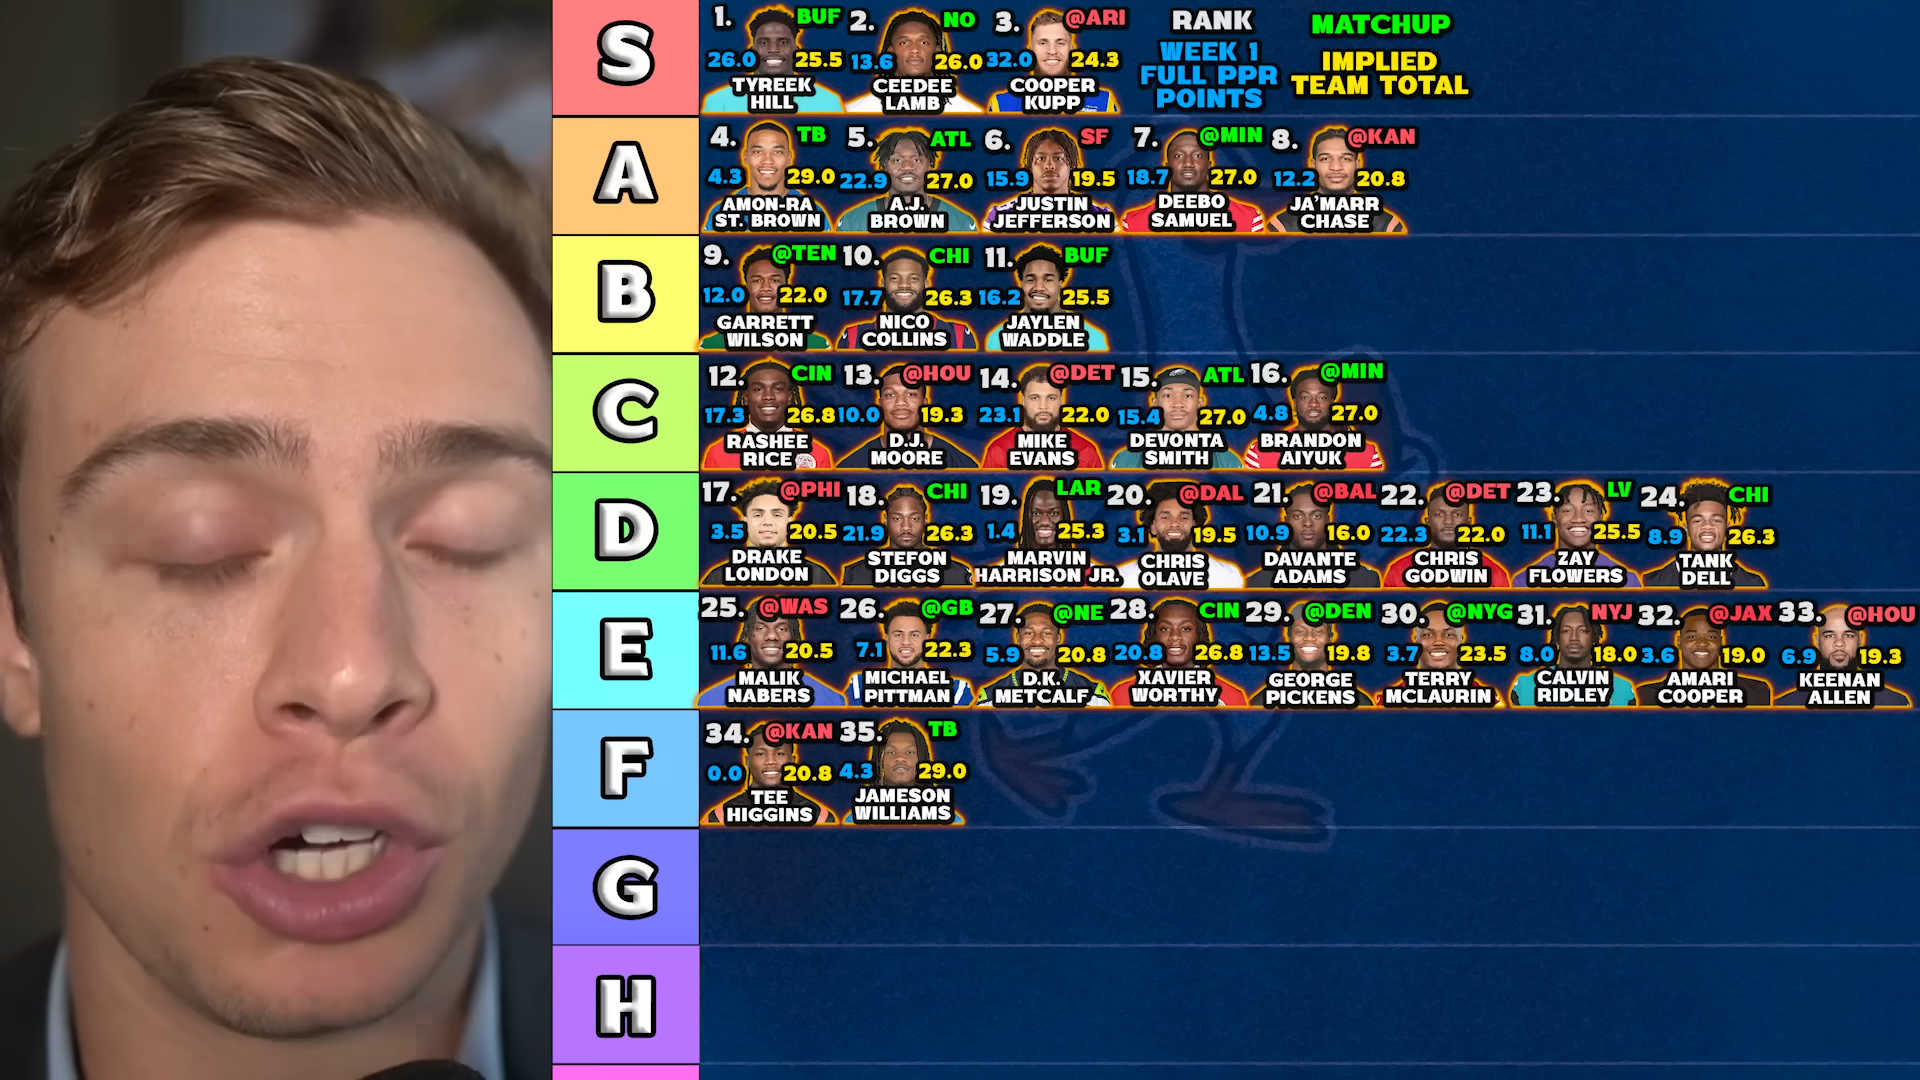 S
1. BUF
26.0 25.5
TYREEK
HILL
2. NO
13.6 26.0
CEEDEE
LAMB
3. @ARI
32.0 24.3
COOPER
KUPP
RANK
WEEK 1
FULL PPR
POINTS
MATCHUP
IMPLIED
TEAM TOTAL
A
4. TB
4.3 29.0
AMON-RA
ST. BROWN
5. ATL
22.9 27.0
A.J.
BROWN
6. SF
15.9 19.5
JUSTIN
JEFFERSON
7. @MIN
18.7 27.0
DEEBO
SAMUEL
8. @KAN
12.2 20.8
JA'MARR
CHASE
B
9. @TEN
12.0 22.0
GARRETT
WILSON
10. CHI
17.7 26.3
NICO
COLLINS
11. BUF
16.2 25.5
JAYLEN
WADDLE
C
12. CIN
17.3 26.8
RASHEE
RICE
13. @HOU
10.0 19.3
D.J.
MOORE
14. @DET
23.1 22.0
MIKE
EVANS
15. ATL
15.4 27.0
DEVONTA
SMITH
16. @MIN
4.8 27.0
BRANDON
AIYUK
D
17. @PHI
3.5 20.5
DRAKE
LONDON
18. CHI
21.9 26.3
STEFON
DIGGS
19. LAR
1.4 25.3
MARVIN
HARRISON JR.
20. @DAL
3.1 19.5
CHRIS
OLAVE
21. @BAL
10.9 16.0
DAVANTE
ADAMS
22. @DET
22.3 22.0
CHRIS
GODWIN
23. LV
11.1 25.5
ZAY
FLOWERS
24. CHI
8.9 26.3
TANK
DELL
E
25. @WAS
11.6 20.5
MALIK
NABERS
26. @GB
7.1 22.3
MICHAEL
PITTMAN
27. @NE
5.9 20.8
D.K.
METCALF
28. CIN
20.8 26.8
XAVIER
WORTHY
29. @DEN
13.5 19.8
GEORGE
PICKENS
30. @NYG
3.7 23.5
TERRY
MCLAURIN
31. NYJ
8.0 18.0
CALVIN
RIDLEY
32. @JAX
3.6 19.0
AMARI
COOPER
33. @HOU
6.9 19.3
KEENAN
ALLEN
F
34. @KAN
0.0 20.8
TEE
HIGGINS
35. TB
4.3 29.0
JAMESON
WILLIAMS
G
H